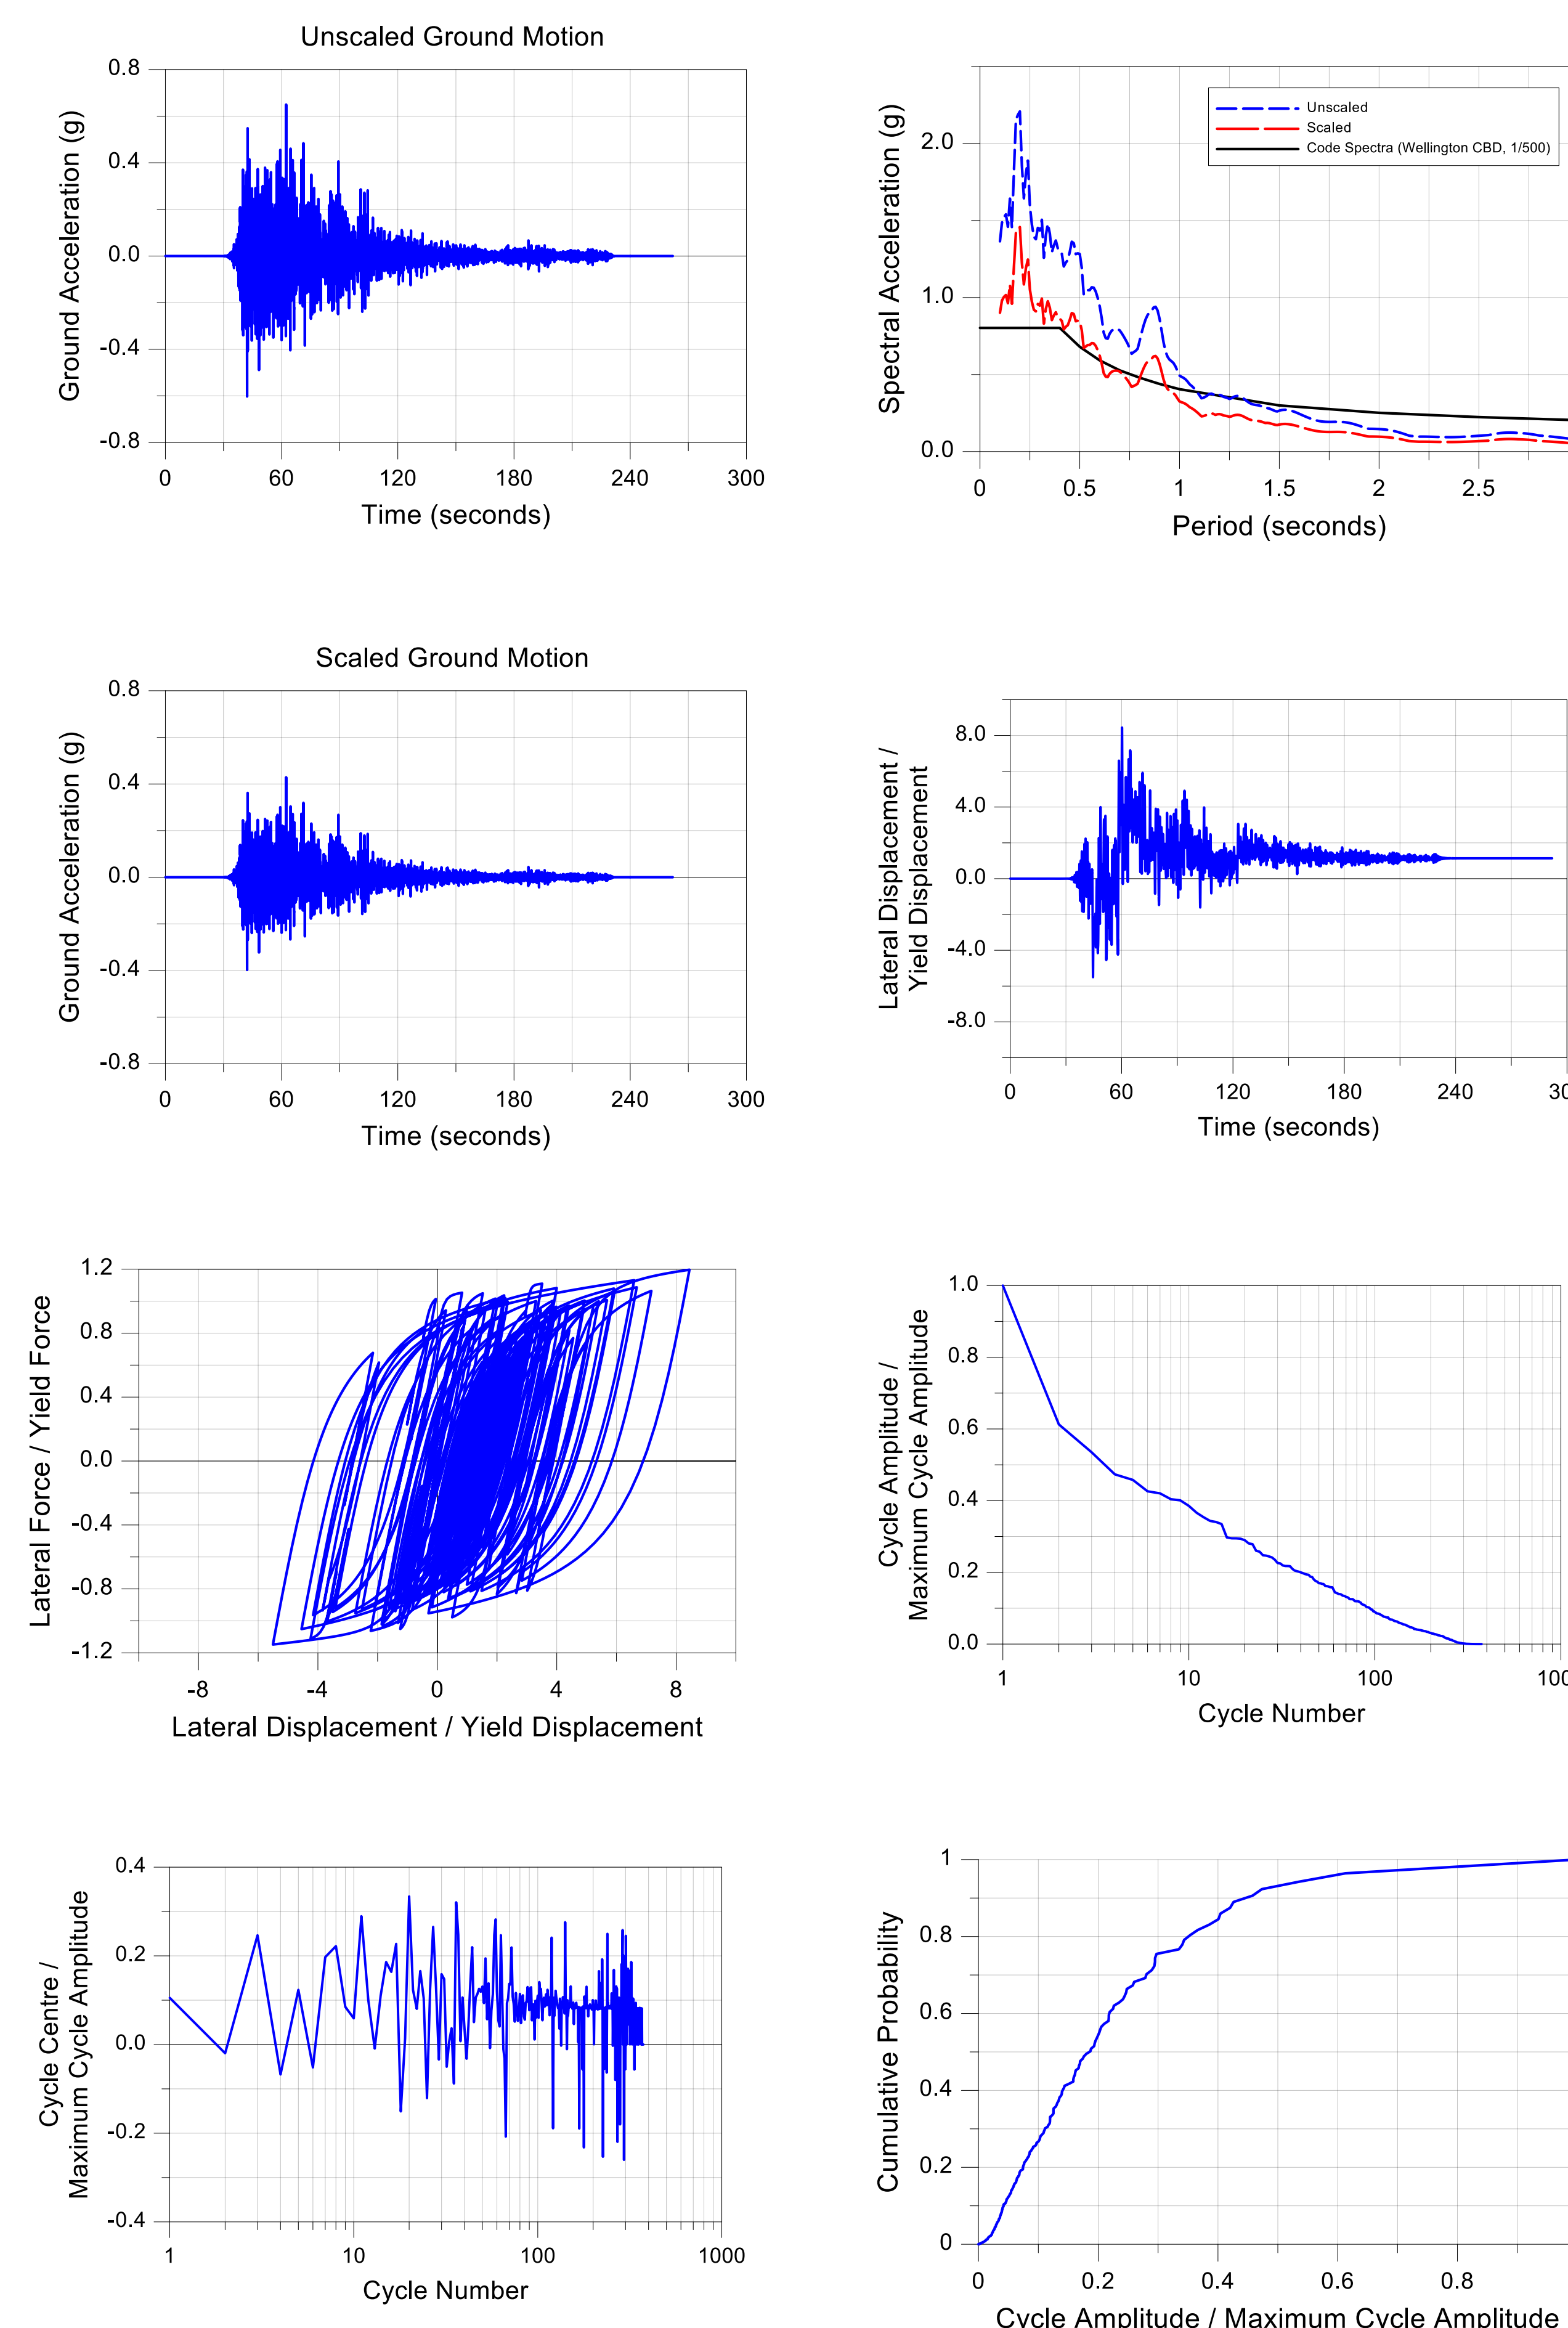 Unscaled Ground Motion
0.8
0.4
0.0
-0.4
-0.8
Ground Acceleration (g)
0 60 120 180 240 300
Time (seconds)
2.0
1.0
0.0
Spectral Acceleration (g)
Unscaled
Scaled
Code Spectra (Wellington CBD, 1/500)
0 0.5 1 1.5 2 2.5
Period (seconds)
Scaled Ground Motion
0.8
0.4
0.0
-0.4
-0.8
Ground Acceleration (g)
0 60 120 180 240 300
Time (seconds)
8.0
4.0
0.0
-4.0
-8.0
Lateral Displacement /
Yield Displacement
0 60 120 180 240 30
Time (seconds)
1.2
0.8
0.4
0.0
-0.4
-0.8
-1.2
Lateral Force / Yield Force
-8 -4 0 4 8
Lateral Displacement / Yield Displacement
1.0
0.8
0.6
0.4
0.2
0.0
Cycle Amplitude /
Maximum Cycle Amplitude
1 10 100 100
Cycle Number
0.4
0.2
0.0
-0.2
-0.4
Cycle Centre /
Maximum Cycle Amplitude
1 10 100 1000
Cycle Number
1
0.8
0.6
0.4
0.2
0
Cumulative Probability
0 0.2 0.4 0.6 0.8
Cycle Amplitude / Maximum Cycle Amplitude